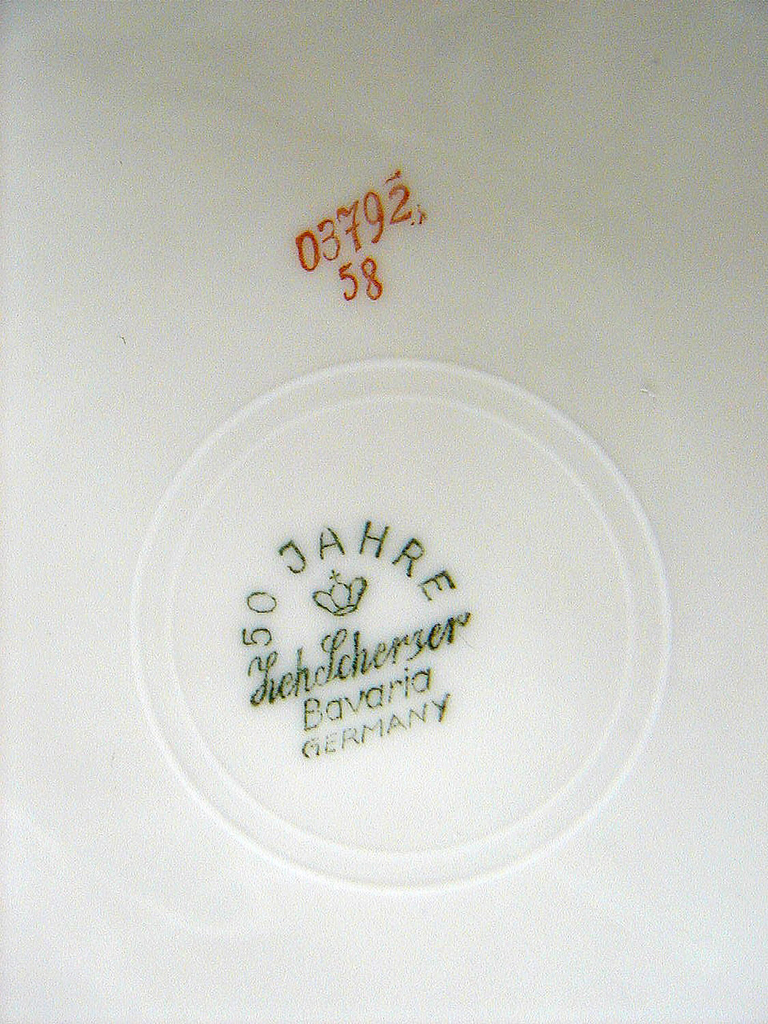 03792
58
50 JAHRE
Zeh Scherzer
Bavaria
GERMANY